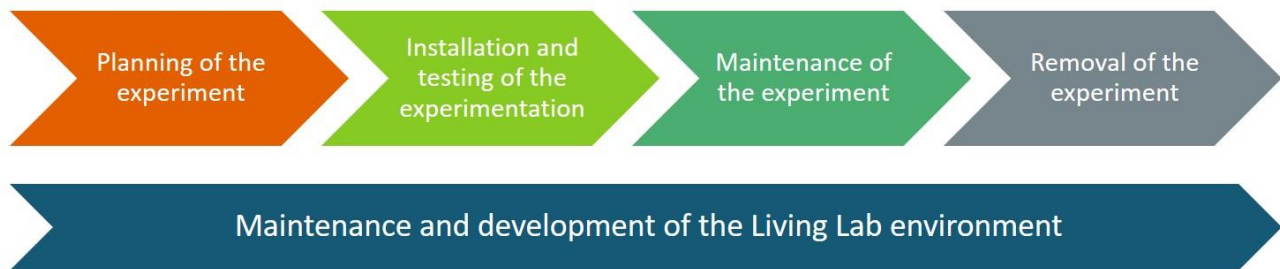 Planning of the
experiment
Installation and
testing of the
experimentation
Maintenance of
the experiment
Removal of the
experiment
Maintenance and development of the Living Lab environment